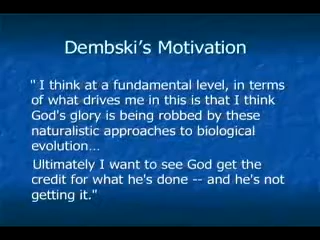 Dembski's Motivation
" I think at a fundamental level, in terms
of what drives me in this is that I think
God's glory is being robbed by these
naturalistic approaches to biological
evolution…
Ultimately I want to see God get the
credit for what he's done -- and he's not
getting it."